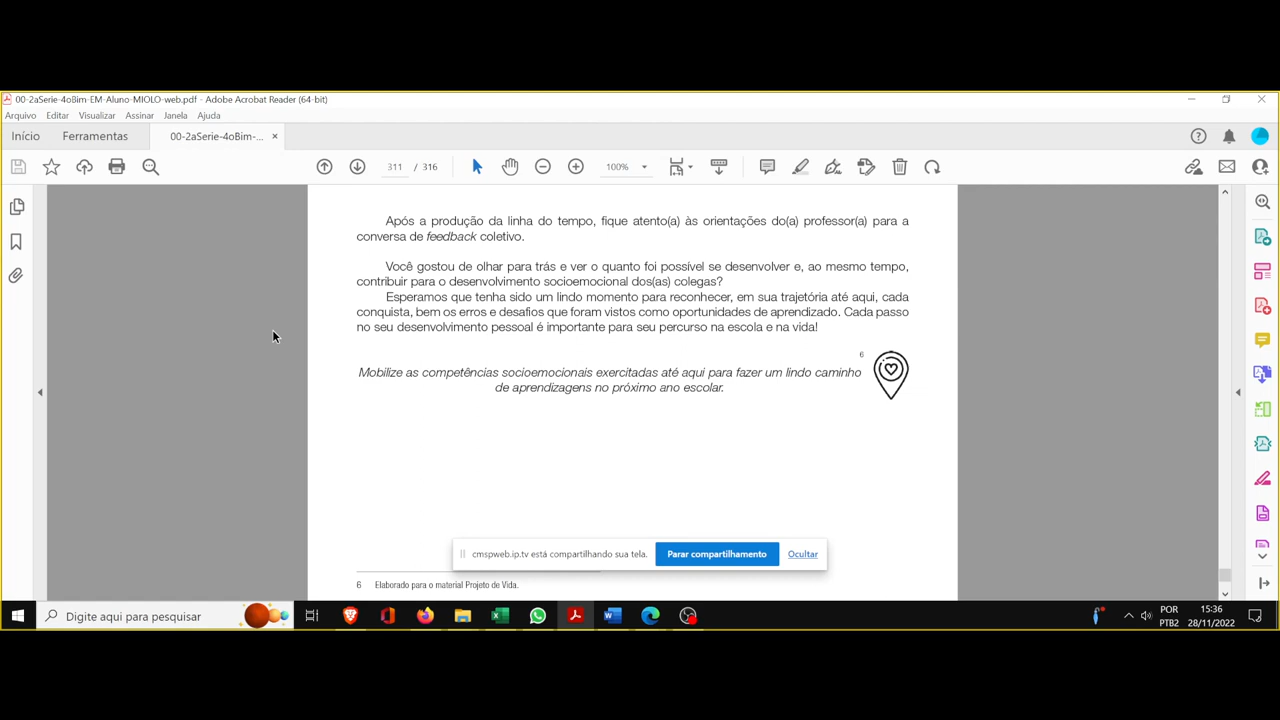 00-2aSerie-4oBim-EM-Aluno-MIOLO-web.pdf - Adobe Acrobat Reader (64-bit)
Arquivo Editar Visualizar Assinar Janela Ajuda
Início Ferramentas 00-2aSerie-4oBim-... ×
311 / 316 100%
Após a produção da linha do tempo, fique atento(a) às orientações do(a) professor(a) para a
conversa de feedback coletivo.
Você gostou de olhar para trás e ver o quanto foi possível se desenvolver e, ao mesmo tempo,
contribuir para o desenvolvimento socioemocional dos(as) colegas?
Esperamos que tenha sido um lindo momento para reconhecer, em sua trajetória até aqui, cada
conquista, bem os erros e desafios que foram vistos como oportunidades de aprendizado. Cada passo
no seu desenvolvimento pessoal é importante para seu percurso na escola e na vida!
6
Mobilize as competências socioemocionais exercitadas até aqui para fazer um lindo caminho
de aprendizagens no próximo ano escolar.
cmspweb.ip.tv está compartilhando sua tela. Parar compartilhamento Ocultar
6 Elaborado para o material Projeto de Vida.
Digite aqui para pesquisar
POR 15:36
PTB2 28/11/2022